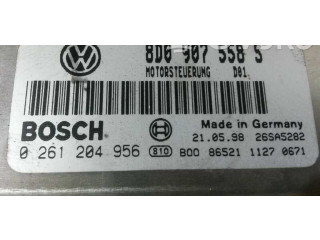 8D0 907 558 S
MOTORSTEUERUNG D01
BOSCH
Made in Germany
21.05.98 26SA5282
0 261 204 956 810 B00 86521 1127 0671